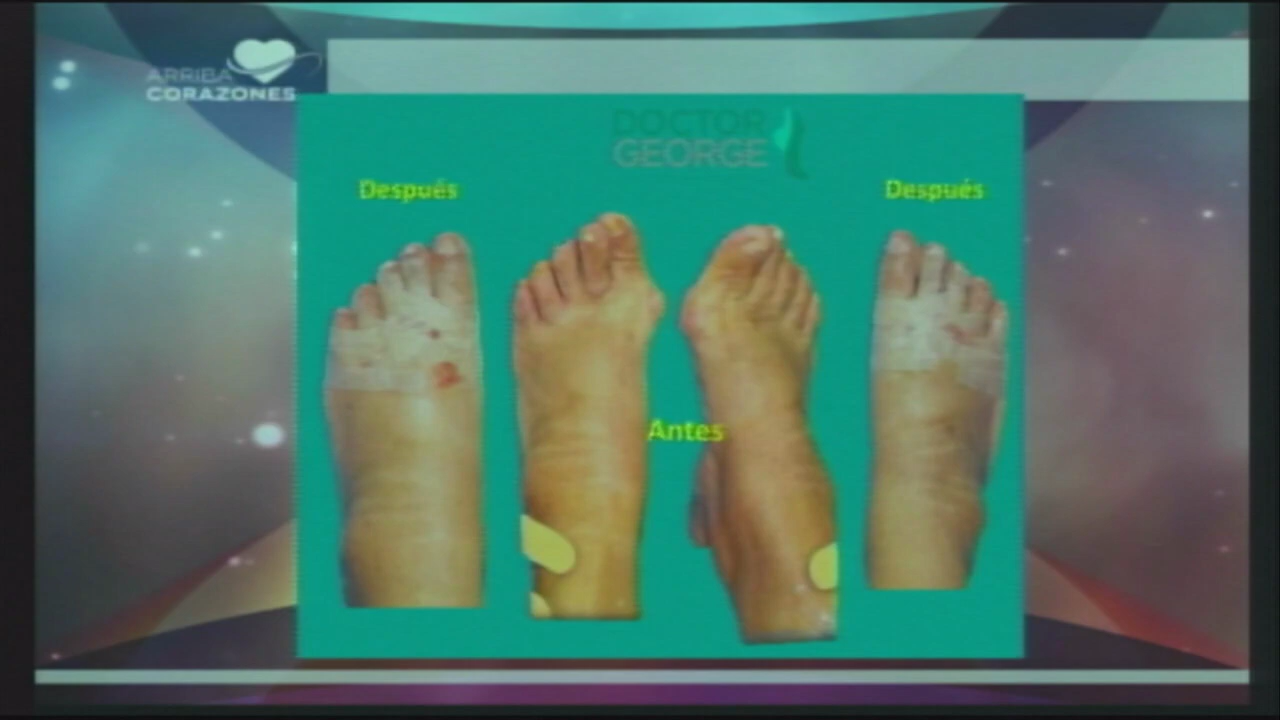 ARRIBA
CORAZONES
DOCTOR
GEORGE
Después
Después
Antes